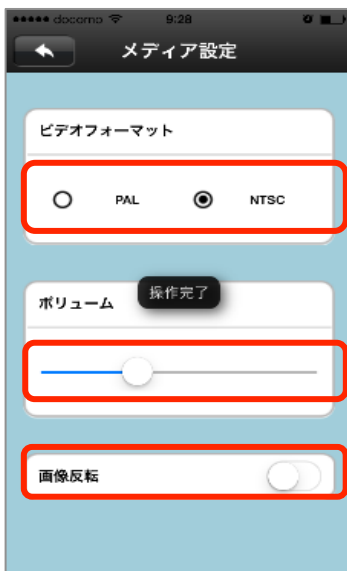 docomo 9:28
メディア設定
ビデオフォーマット
PAL NTSC
操作完了
ボリューム
画像反転